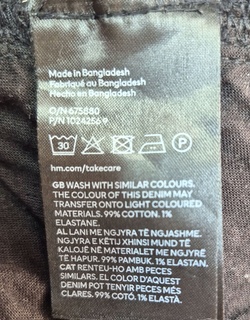 Made in Bangladesh
Fabriqué au Bangladesh
Hecho en Bangladesh
O/N 675880
P/N 1024256 9
30
P
hm.com/takecare
GB WASH WITH SIMILAR COLOURS.
THE COLOUR OF THIS DENIM MAY
TRANSFER ONTO LIGHT COLOURED
MATERIALS. 99% COTTON. 1%
ELASTANE.
AL LANI ME NGJYRA TË NGJASHME.
NGJYRA E KËTIJ XHINSI MUND TË
KALOJË NË MATERIALET ME NGJYRË
TË HAPUR. 99% PAMBUK. 1% ELASTAN.
CAT RENTEU-HO AMB PECES
SIMILARS. EL COLOR D'AQUEST
DENIM POT TENYIR PECES MÉS
CLARES. 99% COTÓ. 1% ELASTÀ.